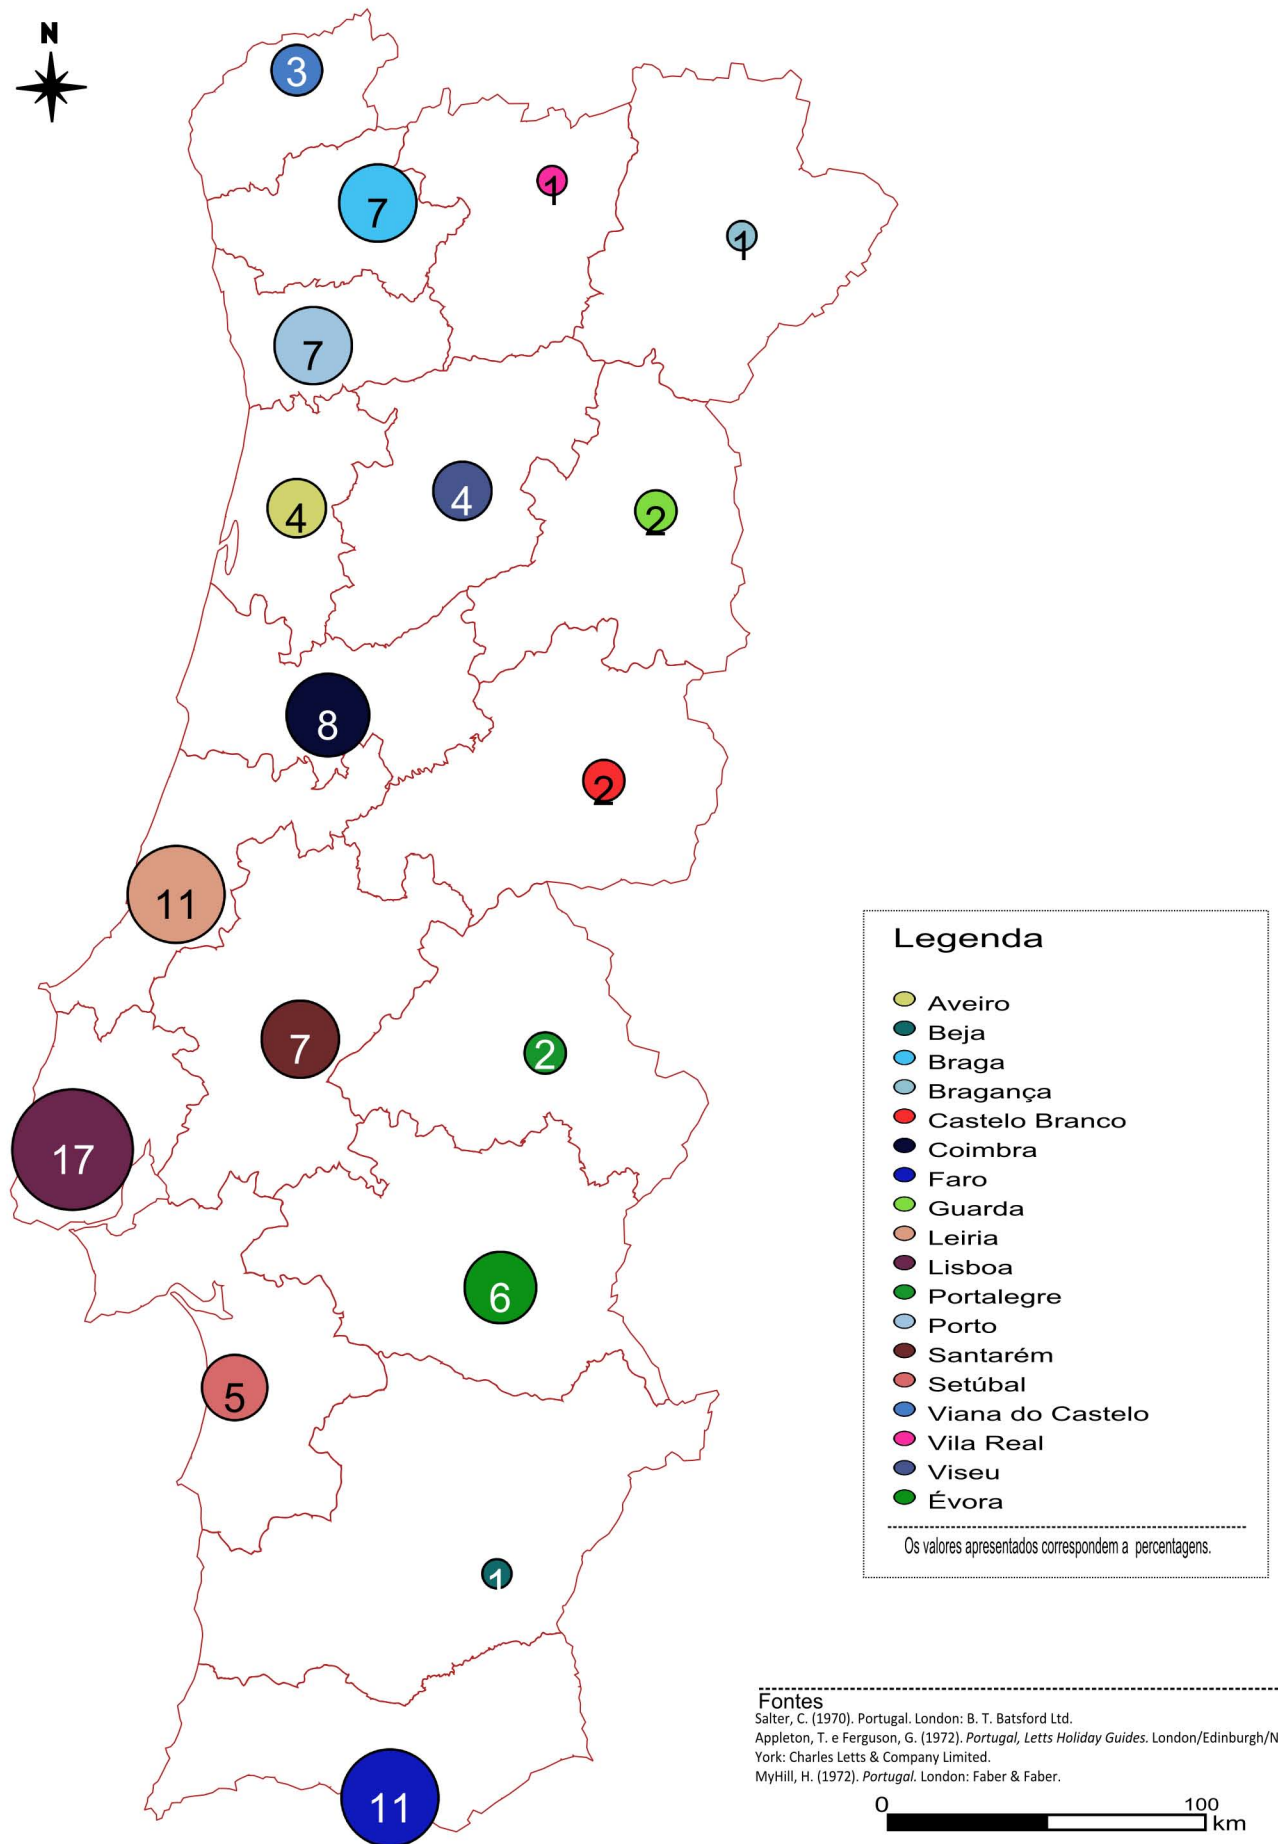 N
3
7
1
1
7
4
4
2
8
2
11
7
2
17
6
5
1
11
Legenda
Aveiro
Beja
Braga
Bragança
Castelo Branco
Coimbra
Faro
Guarda
Leiria
Lisboa
Portalegre
Porto
Santarém
Setúbal
Viana do Castelo
Vila Real
Viseu
Évora
Os valores apresentados correspondem a percentagens.
Fontes
Salter, C. (1970). Portugal. London: B. T. Batsford Ltd.
Appleton, T. e Ferguson, G. (1972). Portugal, Letts Holiday Guides. London/Edinburgh/N
York: Charles Letts & Company Limited.
MyHill, H. (1972). Portugal. London: Faber & Faber.
0 100
km